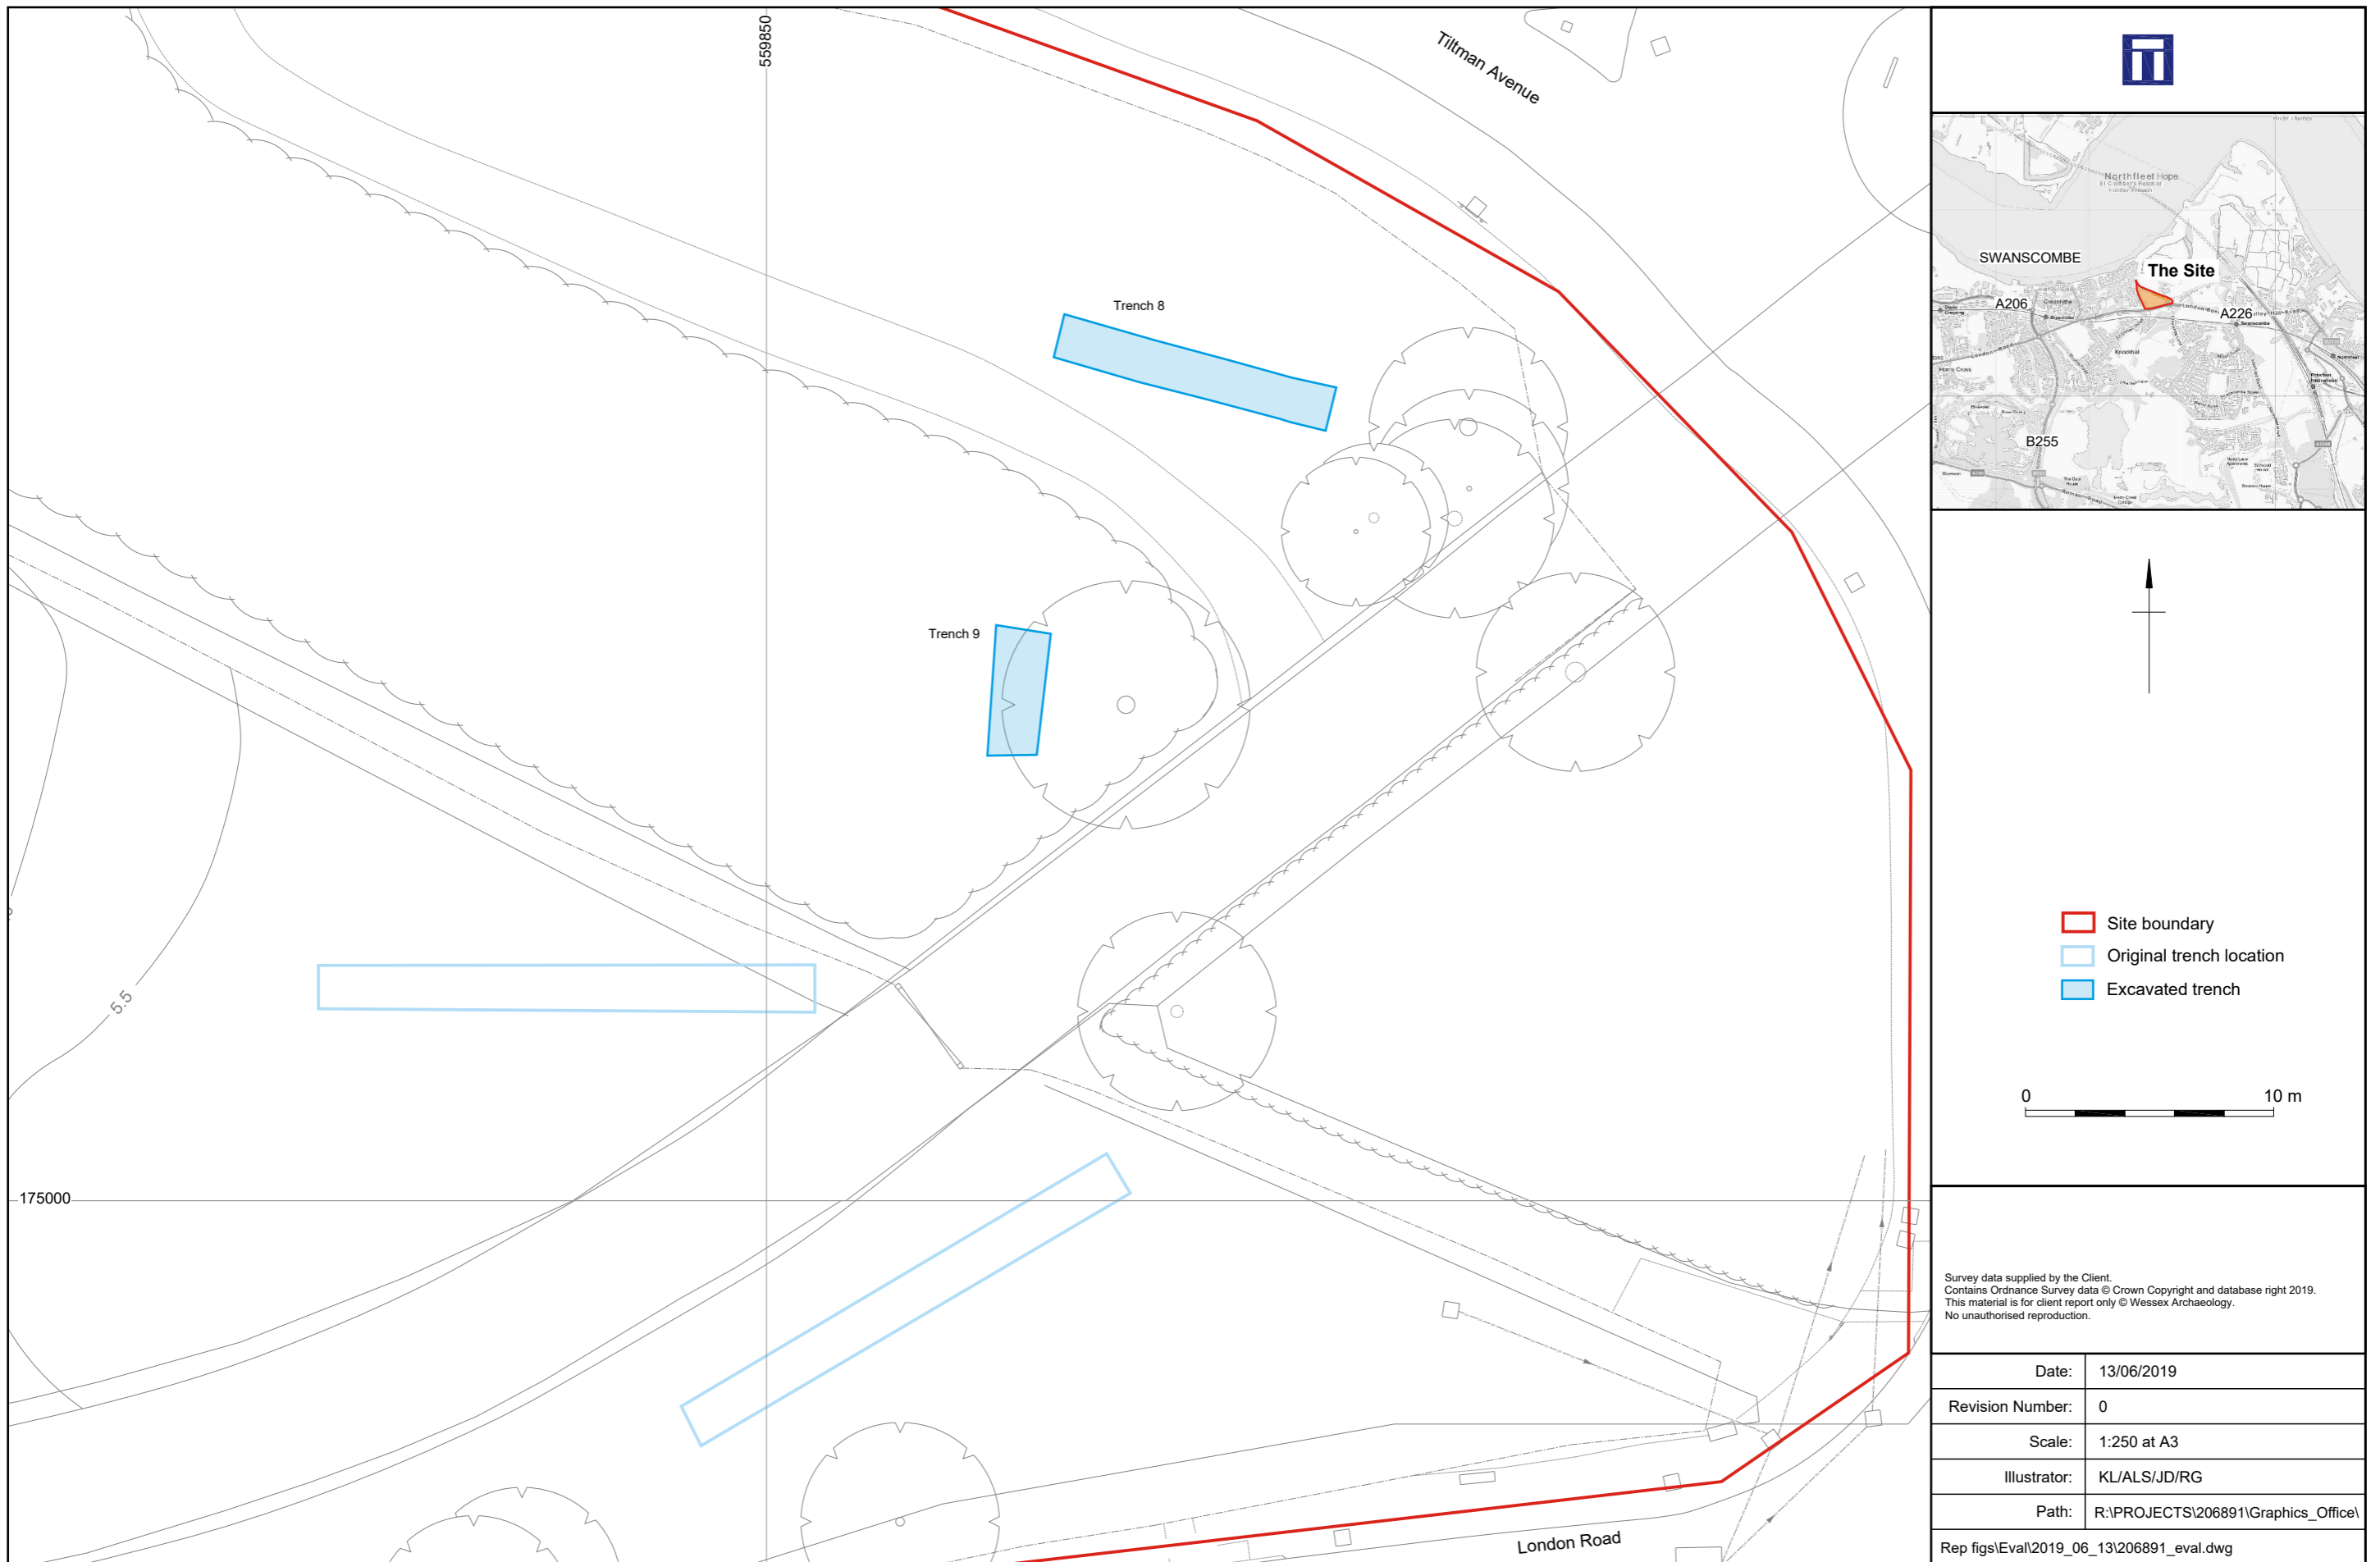 559850
Tiltman Avenue
Trench 8
Trench 9
5.5
175000
London Road
Northfleet Hope
SWANSCOMBE
The Site
A206
A226
B255
Site boundary
Original trench location
Excavated trench
0 10 m
Survey data supplied by the Client.
Contains Ordnance Survey data © Crown Copyright and database right 2019.
This material is for client report only © Wessex Archaeology.
No unauthorised reproduction.
Date: 13/06/2019
Revision Number: 0
Scale: 1:250 at A3
Illustrator: KL/ALS/JD/RG
Path: R:\PROJECTS\206891\Graphics_Office\
Rep figs\Eval\2019_06_13\206891_eval.dwg